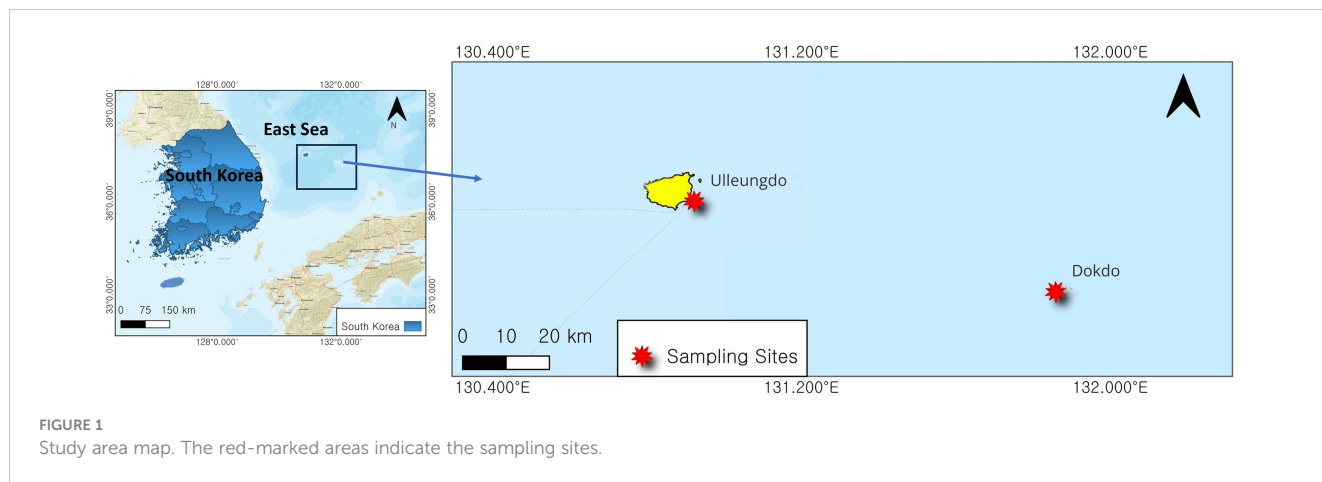 128°0.000'
132°0.000'
39°0.000'
39°0.000'
N
East Sea
South Korea
36°0.000'
36°0.000'
33°0.000'
33°0.000'
0 75 150 km
South Korea
128°0.000'
132°0.000'
130.400°E
131.200°E
132.000°E
Ulleungdo
Dokdo
0 10 20 km
Sampling Sites
130.400°E
131.200°E
132.000°E
FIGURE 1
Study area map. The red-marked areas indicate the sampling sites.